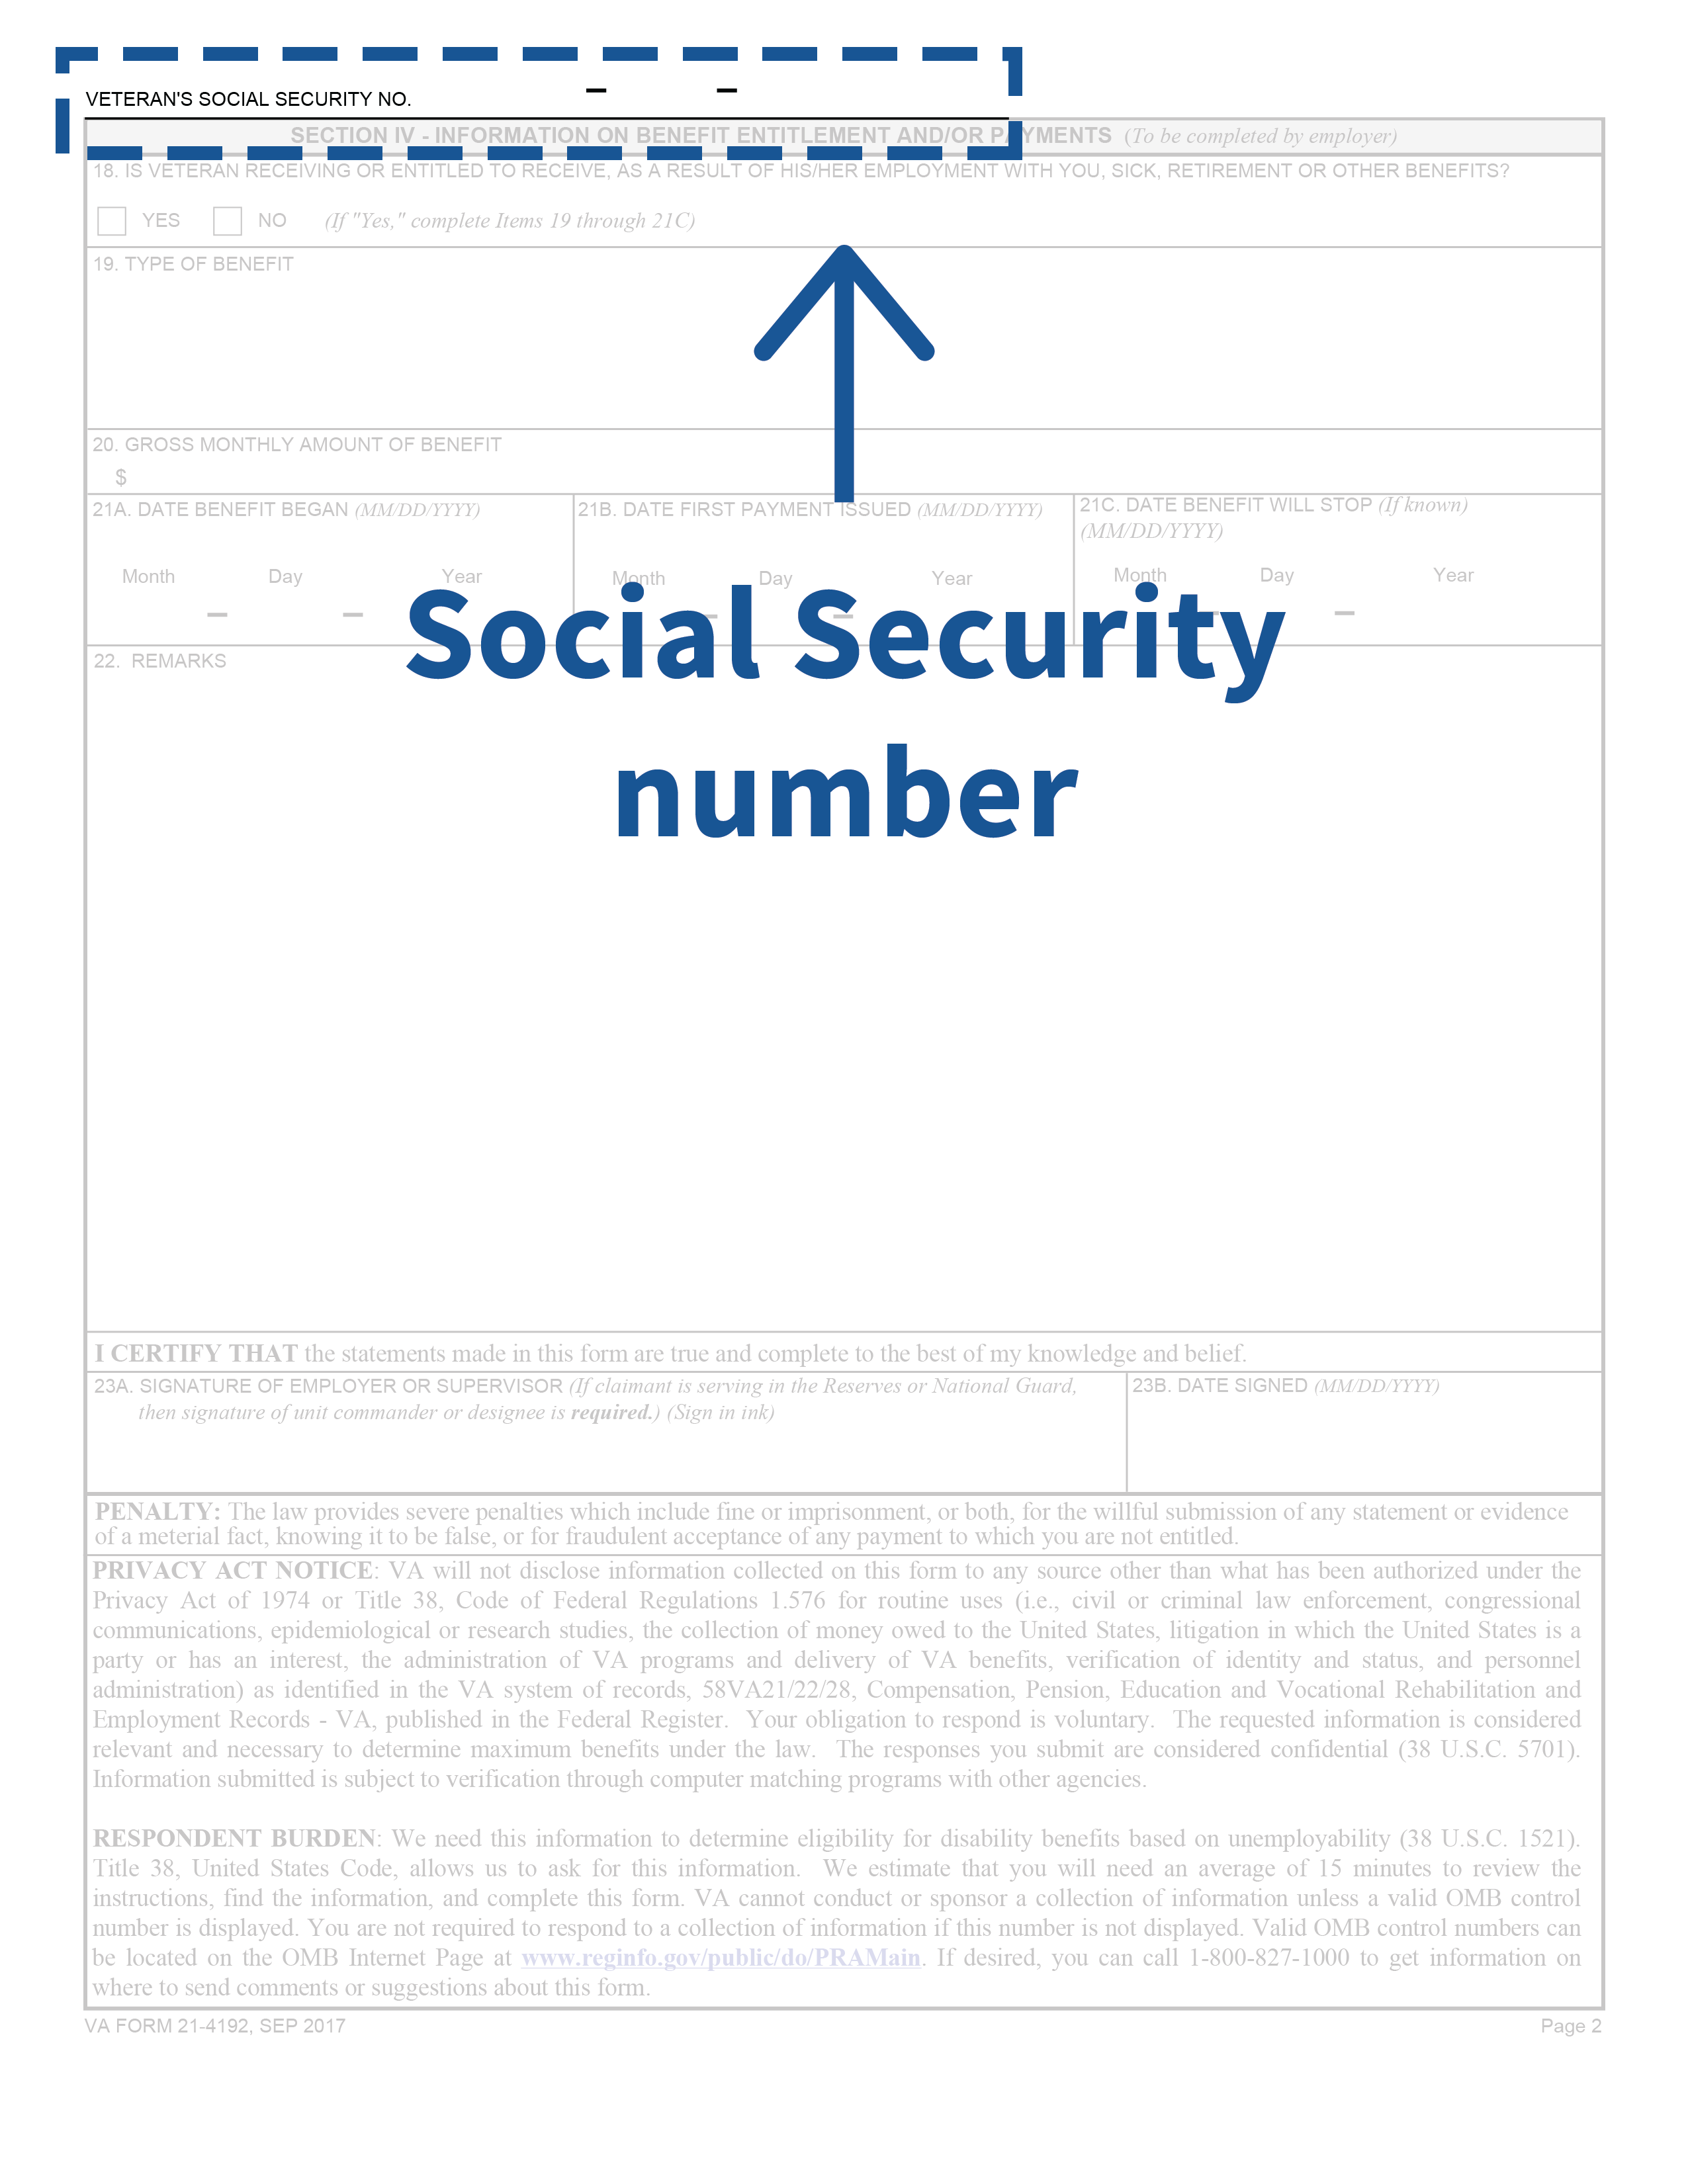 VETERAN'S SOCIAL SECURITY NO. – –
SECTION IV - INFORMATION ON BENEFIT ENTITLEMENT AND/OR PAYMENTS (To be completed by employer)
18. IS VETERAN RECEIVING OR ENTITLED TO RECEIVE, AS A RESULT OF HIS/HER EMPLOYMENT WITH YOU, SICK, RETIREMENT OR OTHER BENEFITS?
YES NO (If "Yes," complete Items 19 through 21C)
19. TYPE OF BENEFIT
20. GROSS MONTHLY AMOUNT OF BENEFIT
$
21A. DATE BENEFIT BEGAN (MM/DD/YYYY)
Month Day Year
– –
21B. DATE FIRST PAYMENT ISSUED (MM/DD/YYYY)
Month Day Year
– –
21C. DATE BENEFIT WILL STOP (If known)
(MM/DD/YYYY)
Month Day Year
– –
Social Security
number
22. REMARKS
I CERTIFY THAT the statements made in this form are true and complete to the best of my knowledge and belief.
23A. SIGNATURE OF EMPLOYER OR SUPERVISOR (If claimant is serving in the Reserves or National Guard,
then signature of unit commander or designee is required.) (Sign in ink)
23B. DATE SIGNED (MM/DD/YYYY)
PENALTY: The law provides severe penalties which include fine or imprisonment, or both, for the willful submission of any statement or evidence
of a meterial fact, knowing it to be false, or for fraudulent acceptance of any payment to which you are not entitled.
PRIVACY ACT NOTICE: VA will not disclose information collected on this form to any source other than what has been authorized under the
Privacy Act of 1974 or Title 38, Code of Federal Regulations 1.576 for routine uses (i.e., civil or criminal law enforcement, congressional
communications, epidemiological or research studies, the collection of money owed to the United States, litigation in which the United States is a
party or has an interest, the administration of VA programs and delivery of VA benefits, verification of identity and status, and personnel
administration) as identified in the VA system of records, 58VA21/22/28, Compensation, Pension, Education and Vocational Rehabilitation and
Employment Records - VA, published in the Federal Register. Your obligation to respond is voluntary. The requested information is considered
relevant and necessary to determine maximum benefits under the law. The responses you submit are considered confidential (38 U.S.C. 5701).
Information submitted is subject to verification through computer matching programs with other agencies.
RESPONDENT BURDEN: We need this information to determine eligibility for disability benefits based on unemployability (38 U.S.C. 1521).
Title 38, United States Code, allows us to ask for this information. We estimate that you will need an average of 15 minutes to review the
instructions, find the information, and complete this form. VA cannot conduct or sponsor a collection of information unless a valid OMB control
number is displayed. You are not required to respond to a collection of information if this number is not displayed. Valid OMB control numbers can
be located on the OMB Internet Page at www.reginfo.gov/public/do/PRAMain. If desired, you can call 1-800-827-1000 to get information on
where to send comments or suggestions about this form.
VA FORM 21-4192, SEP 2017
Page 2